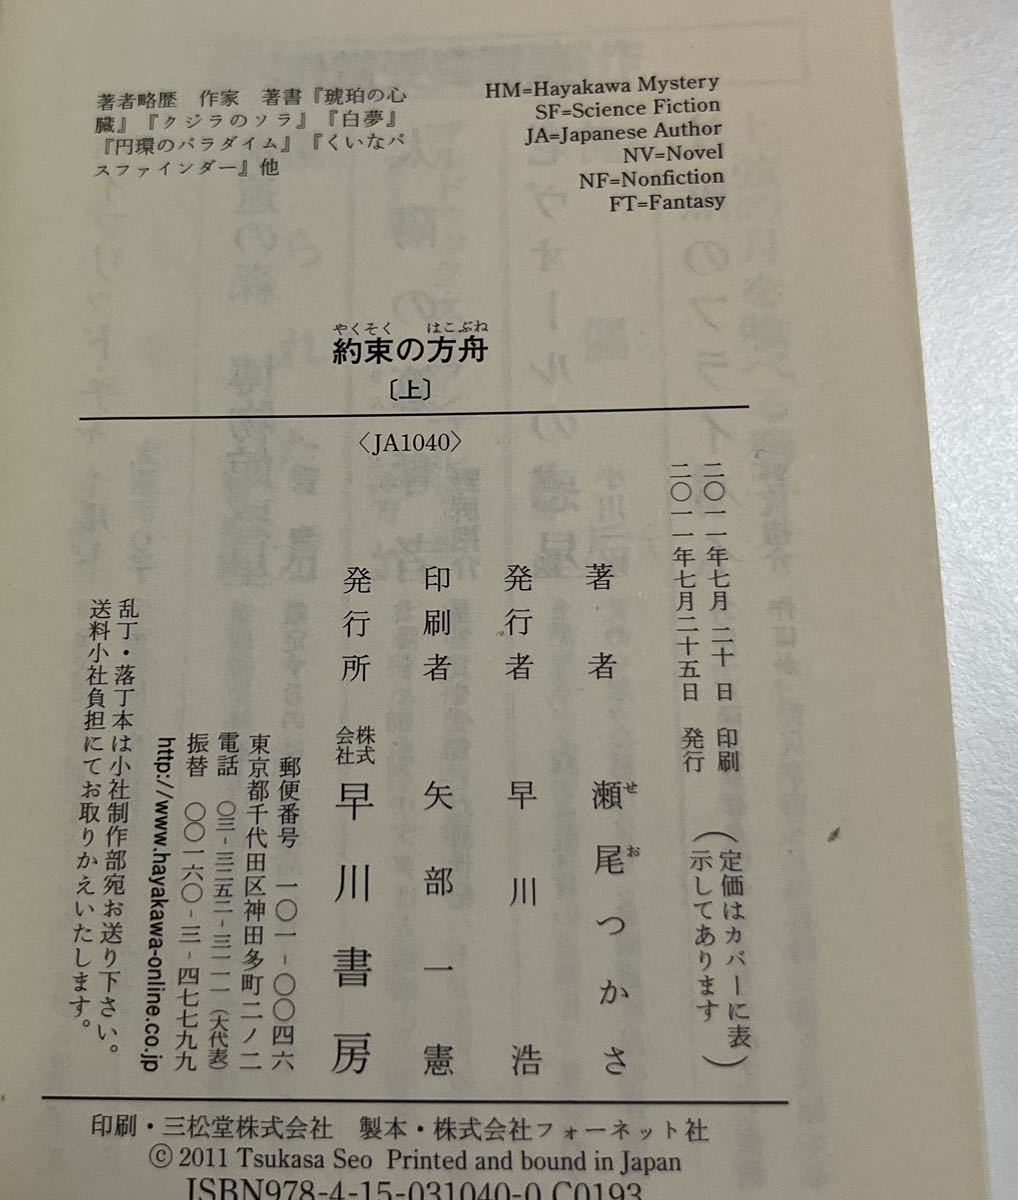 著者略歴　作家　著書『琥珀の心
臓』『クジラのソラ』『白夢』
『円環のパラダイム』『くいなパ
スファインダー』他
HM=Hayakawa Mystery
SF=Science Fiction
JA=Japanese Author
NV=Novel
NF=Nonfiction
FT=Fantasy
やくそく　はこぶね
約束の方舟
〔上〕
〈JA1040〉
二〇一一年七月二十日　印刷
二〇一一年七月二十五日　発行
（定価はカバーに表
示してあります）
著者　瀬尾つかさ
せお
発行者　早川　浩
印刷者　矢部一憲
発行所　株式会社　早川書房
郵便番号　一〇一-〇〇四六
東京都千代田区神田多町二ノ二
電話　〇三-三二五二-三一一一（大代表）
振替　〇〇一六〇-三-四七七九九
http://www.hayakawa-online.co.jp
乱丁・落丁本は小社制作部宛お送り下さい。
送料小社負担にてお取りかえいたします。
印刷・三松堂株式会社　製本・株式会社フォーネット社
©2011 Tsukasa Seo Printed and bound in Japan
ISBN978-4-15-031040-0 C0193